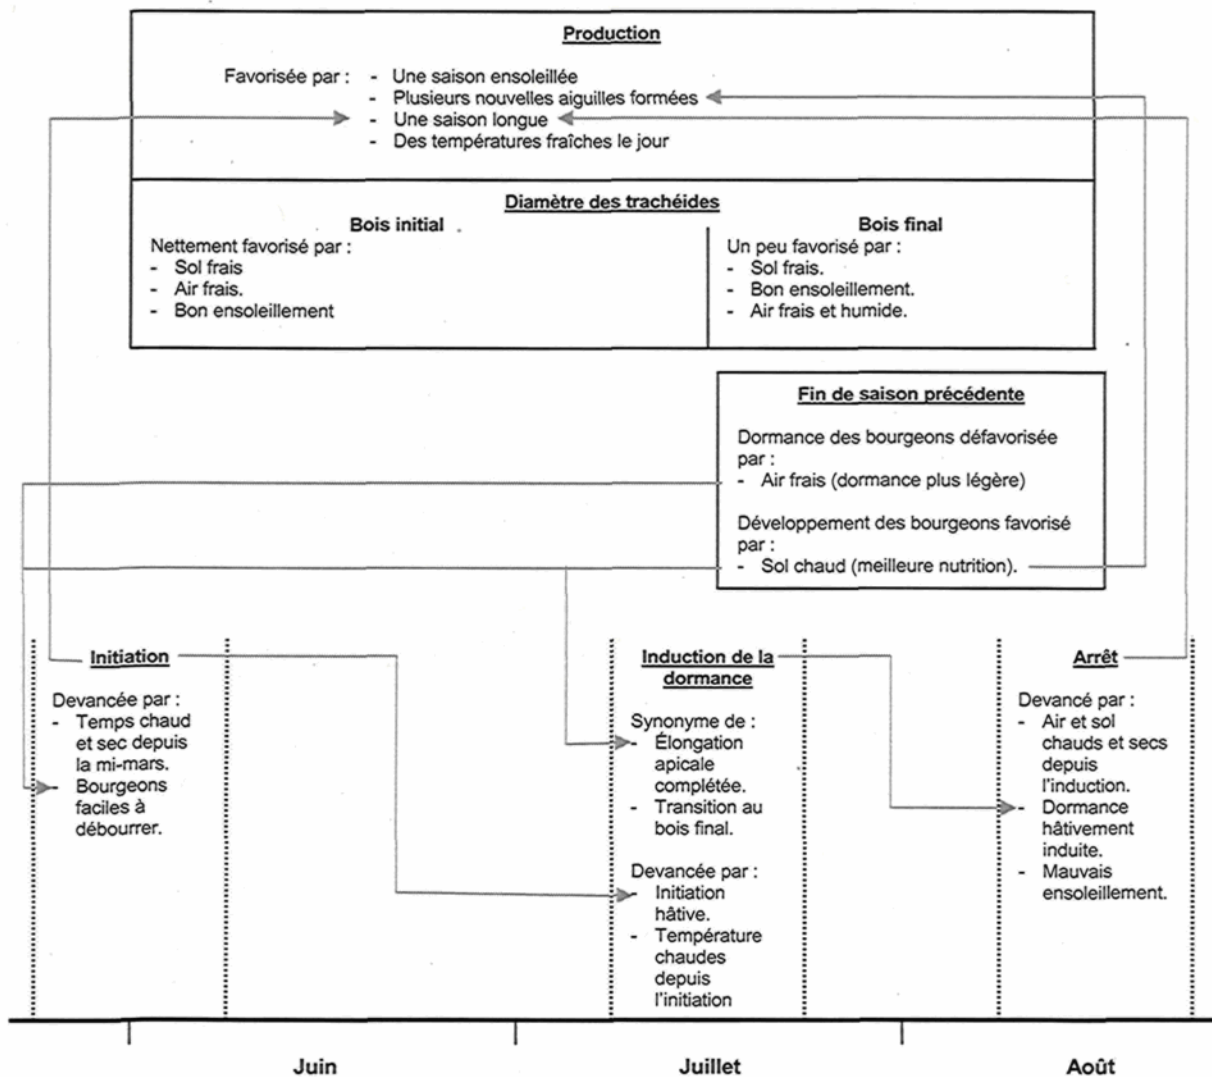 Production
Favorisée par : - Une saison ensoleillée
- Plusieurs nouvelles aiguilles formées
- Une saison longue
- Des températures fraîches le jour
Diamètre des trachéides
Bois initial
Nettement favorisé par :
- Sol frais
- Air frais.
- Bon ensoleillement
Bois final
Un peu favorisé par :
- Sol frais.
- Bon ensoleillement.
- Air frais et humide.
Fin de saison précédente
Dormance des bourgeons défavorisée
par :
- Air frais (dormance plus légère)
Développement des bourgeons favorisé
par :
- Sol chaud (meilleure nutrition).
Initiation
Devancée par :
- Temps chaud
et sec depuis
la mi-mars.
- Bourgeons
faciles à
débourrer.
Induction de la
dormance
Synonyme de :
- Élongation
apicale
complétée.
- Transition au
bois final.
Devancée par :
- Initiation
hâtive.
- Température
chaudes
depuis
l'initiation
Arrêt
Devancé par :
- Air et sol
chauds et secs
depuis
l'induction.
- Dormance
hâtivement
induite.
- Mauvais
ensoleillement.
Juin
Juillet
Août